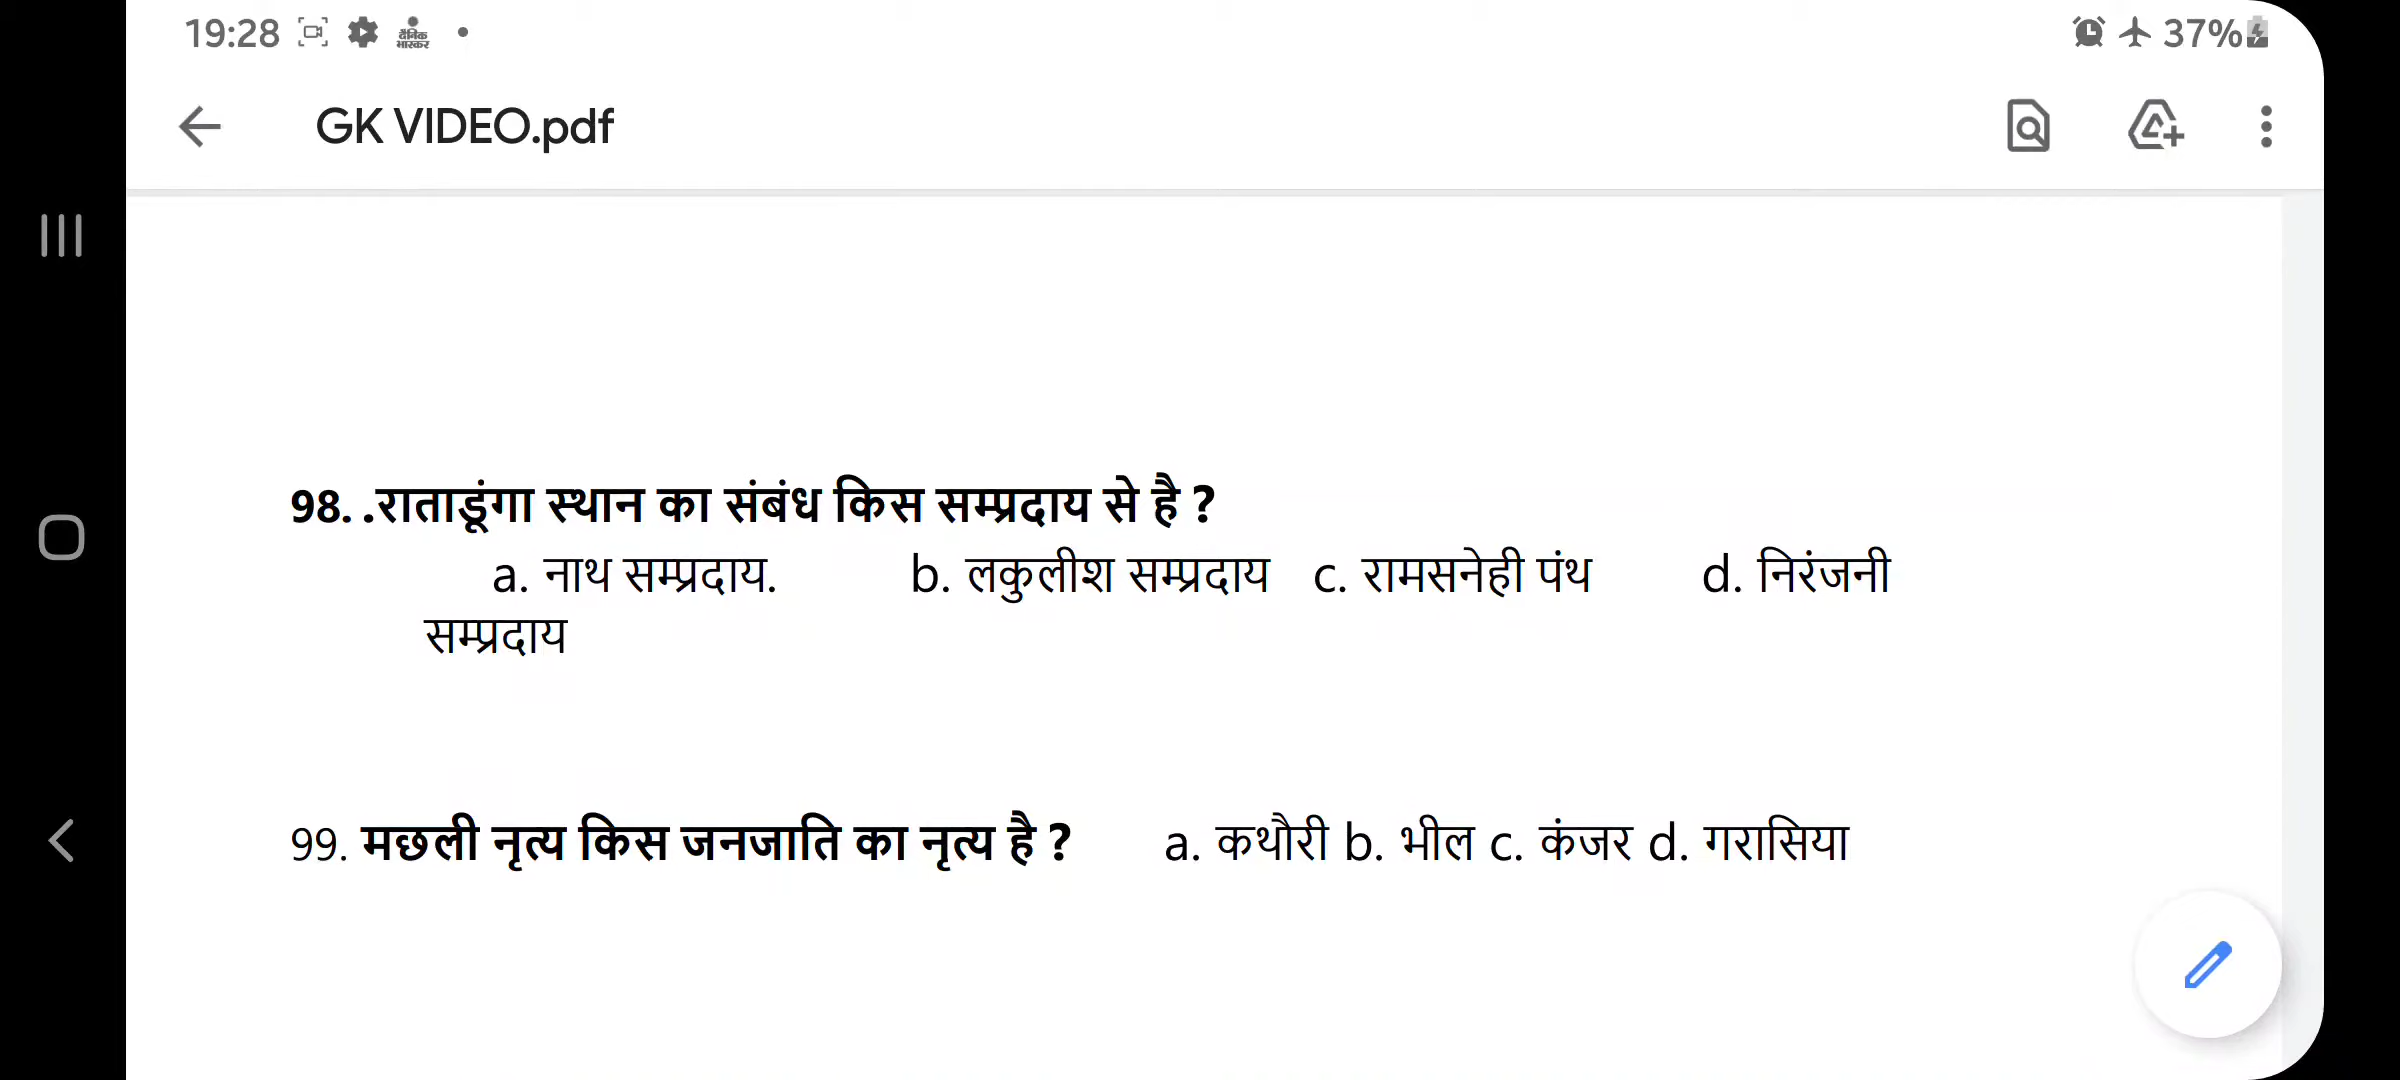 19:28 दैनिक भास्कर 37%
GK VIDEO.pdf
98. .राताडूंगा स्थान का संबंध किस सम्प्रदाय से है ?
a. नाथ सम्प्रदाय. b. लकुलीश सम्प्रदाय c. रामसनेही पंथ d. निरंजनी
सम्प्रदाय
99. मछली नृत्य किस जनजाति का नृत्य है ? a. कथौरी b. भील c. कंजर d. गरासिया